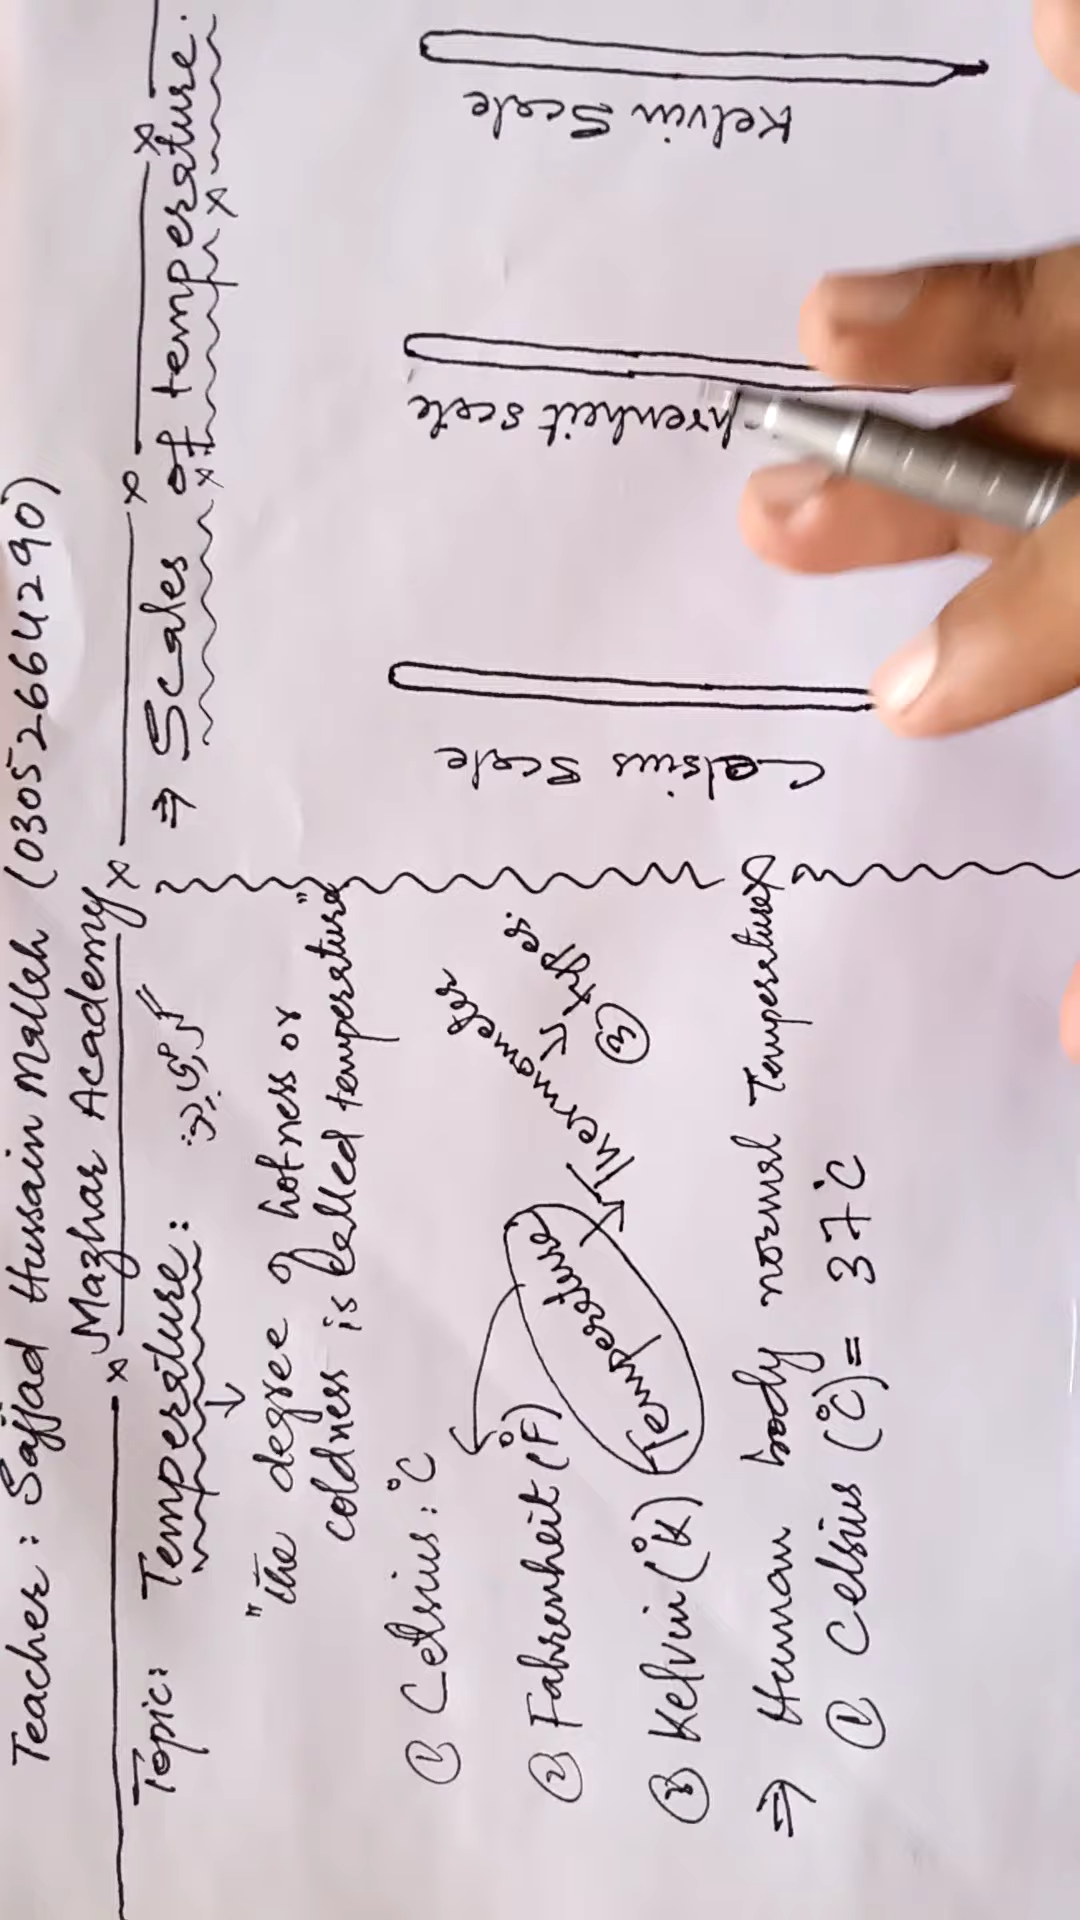 Teacher: Sajjad Hussain Mallah (03052664290)
Mazhar Academy
Topic: Temperature:
"The degree of hotness or
coldness is called temperature"
① Celsius: °C
② Fahrenheit (°F)
③ Kelvin (°K)
Temperature
Thermometer
③ types:
⇒ Human body normal Temperature
① Celsius (°C) = 37°C
⇒ Scales of temperature:
Celsius Scale
hrenheit scale
Kelvin Scale